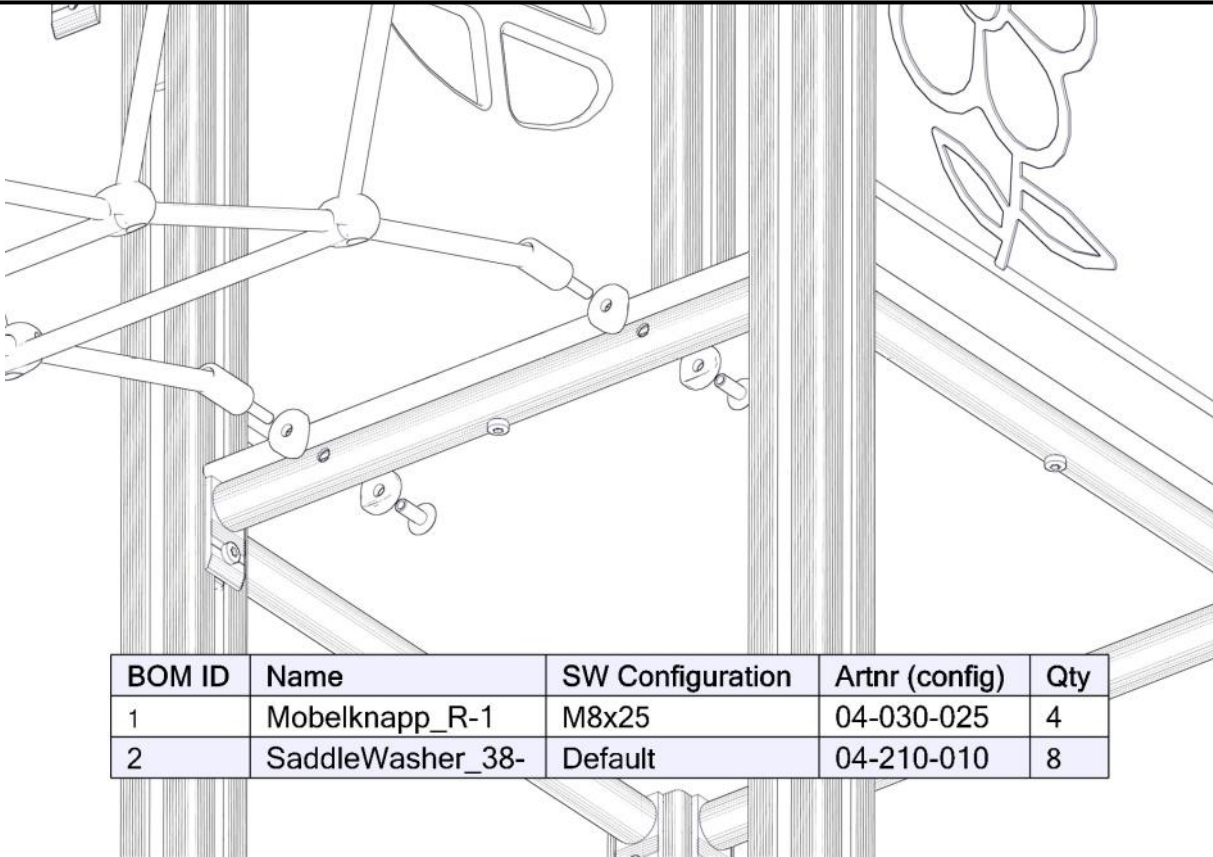 BOM ID Name SW Configuration Artnr (config) Qty
1 Mobelknapp_R-1 M8x25 04-030-025 4
2 SaddleWasher_38- Default 04-210-010 8